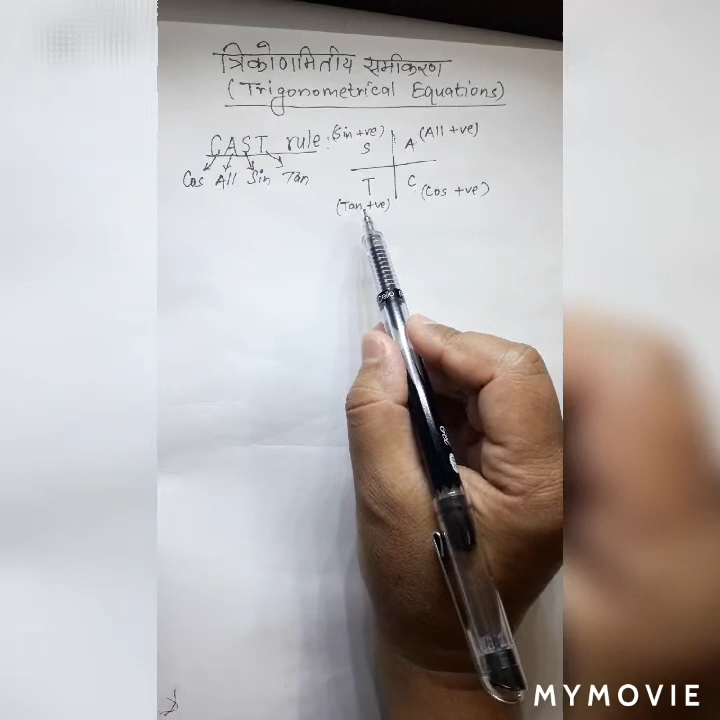 त्रिकोणमितीय समीकरण
(Trigonometrical Equations)
CAST rule: (Sin +ve) (All +ve)
S A
Cos All Sin Tan
T C (Cos +ve)
(Tan +ve)
cello
MYMOVIE